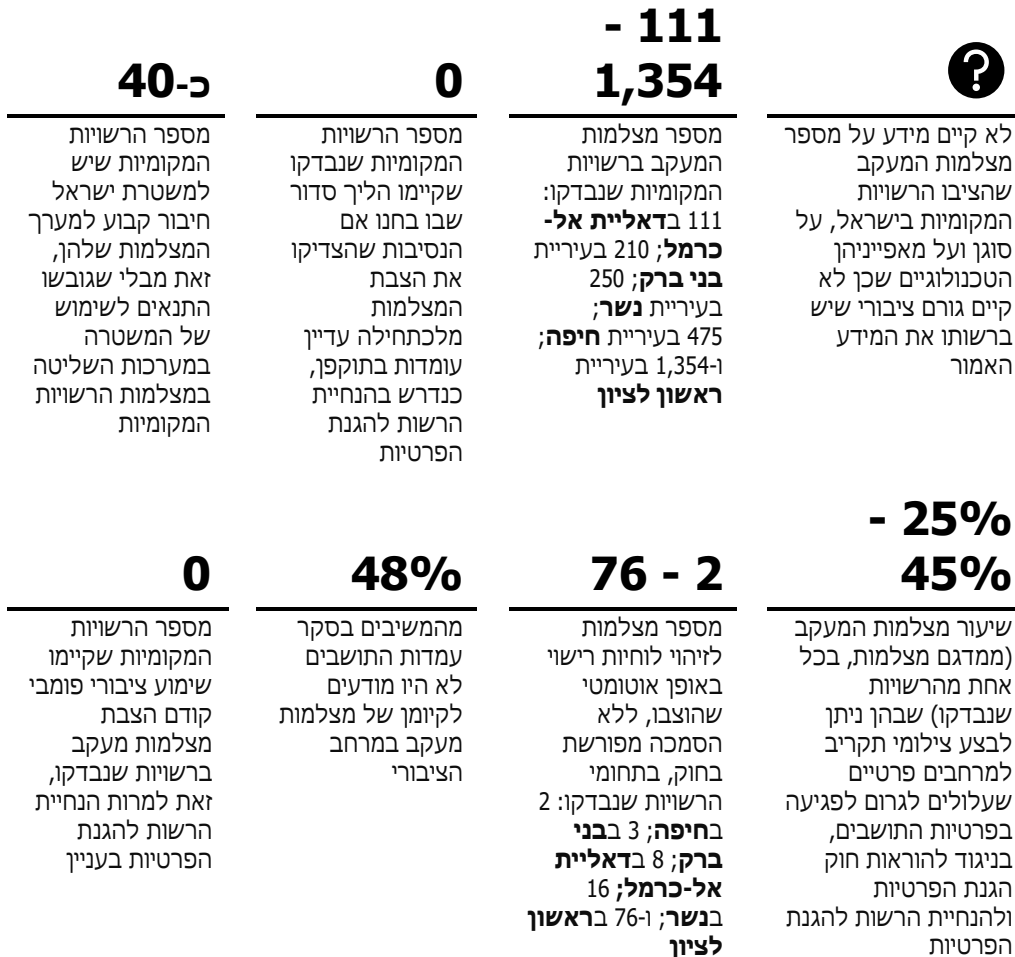 ?
לא קיים מידע על מספר
מצלמות המעקב
שהציבו הרשויות
המקומיות בישראל, על
סוגן ועל מאפייניהן
הטכנולוגיים שכן לא
קיים גורם ציבורי שיש
ברשותו את המידע
האמור
111 -
1,354
מספר מצלמות
המעקב ברשויות
המקומיות שנבדקו:
111 בדאליית אל-
כרמל; 210 בעיריית
בני ברק; 250
בעיריית נשר;
475 בעיריית חיפה;
ו-1,354 בעיריית
ראשון לציון
0
מספר הרשויות
המקומיות שנבדקו
שקיימו הליך סדור
שבו בחנו אם
הנסיבות שהצדיקו
את הצבת
המצלמות
מלכתחילה עדיין
עומדות בתוקפן,
כנדרש בהנחיית
הרשות להגנת
הפרטיות
כ-40
מספר הרשויות
המקומיות שיש
למשטרת ישראל
חיבור קבוע למערך
המצלמות שלהן,
זאת מבלי שגובשו
התנאים לשימוש
של המשטרה
במערכות השליטה
במצלמות הרשויות
המקומיות
25% -
45%
שיעור מצלמות המעקב
(ממדגם מצלמות, בכל
אחת מהרשויות
שנבדקו) שבהן ניתן
לבצע צילומי תקריב
למרחבים פרטיים
שעלולים לגרום לפגיעה
בפרטיות התושבים,
בניגוד להוראות חוק
הגנת הפרטיות
ולהנחיית הרשות להגנת
הפרטיות
2 - 76
מספר מצלמות
לזיהוי לוחיות רישוי
באופן אוטומטי
שהוצבו, ללא
הסמכה מפורשת
בחוק, בתחומי
הרשויות שנבדקו: 2
בחיפה; 3 בבני
ברק; 8 בדאליית
אל-כרמל; 16
בנשר; ו-76 בראשון
לציון
48%
מהמשיבים בסקר
עמדות התושבים
לא היו מודעים
לקיומן של מצלמות
מעקב במרחב
הציבורי
0
מספר הרשויות
המקומיות שקיימו
שימוע ציבורי פומבי
קודם הצבת
מצלמות מעקב
ברשויות שנבדקו,
זאת למרות הנחיית
הרשות להגנת
הפרטיות בעניין